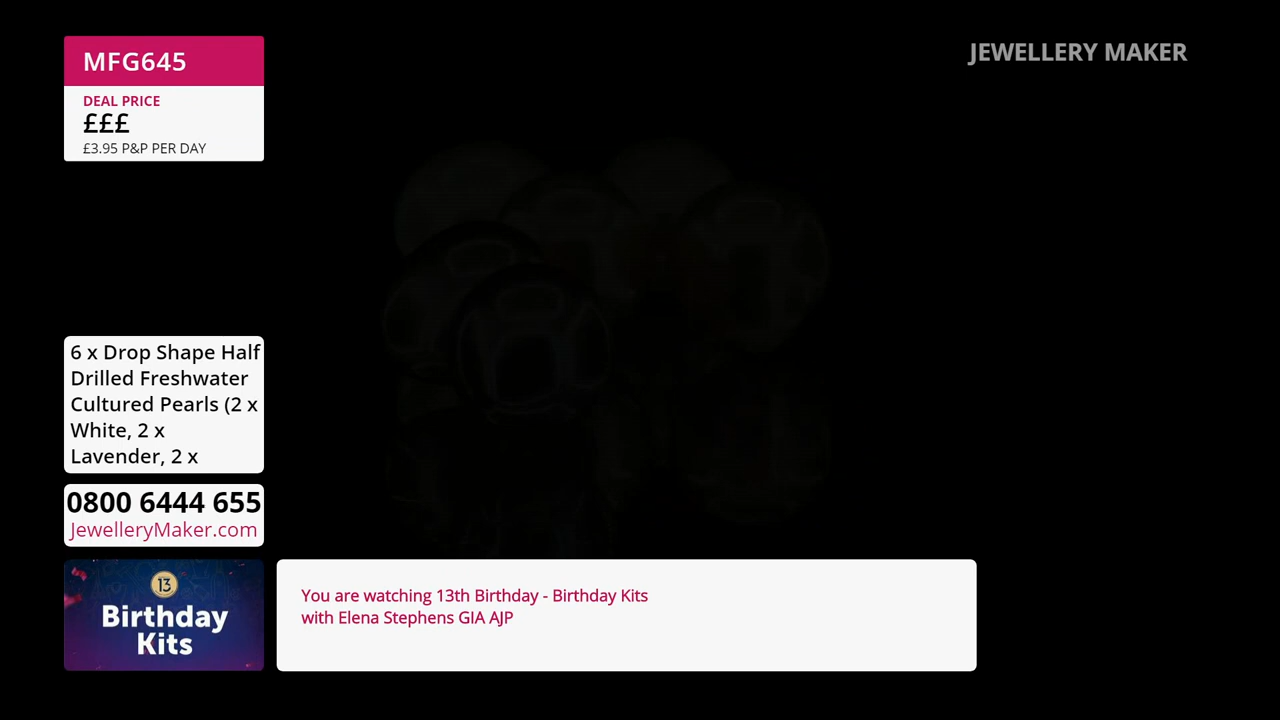 MFG645
DEAL PRICE
£££
£3.95 P&P PER DAY
JEWELLERY MAKER
6 x Drop Shape Half
Drilled Freshwater
Cultured Pearls (2 x
White, 2 x
Lavender, 2 x
0800 6444 655
JewelleryMaker.com
13
Birthday
Kits
You are watching 13th Birthday - Birthday Kits
with Elena Stephens GIA AJP